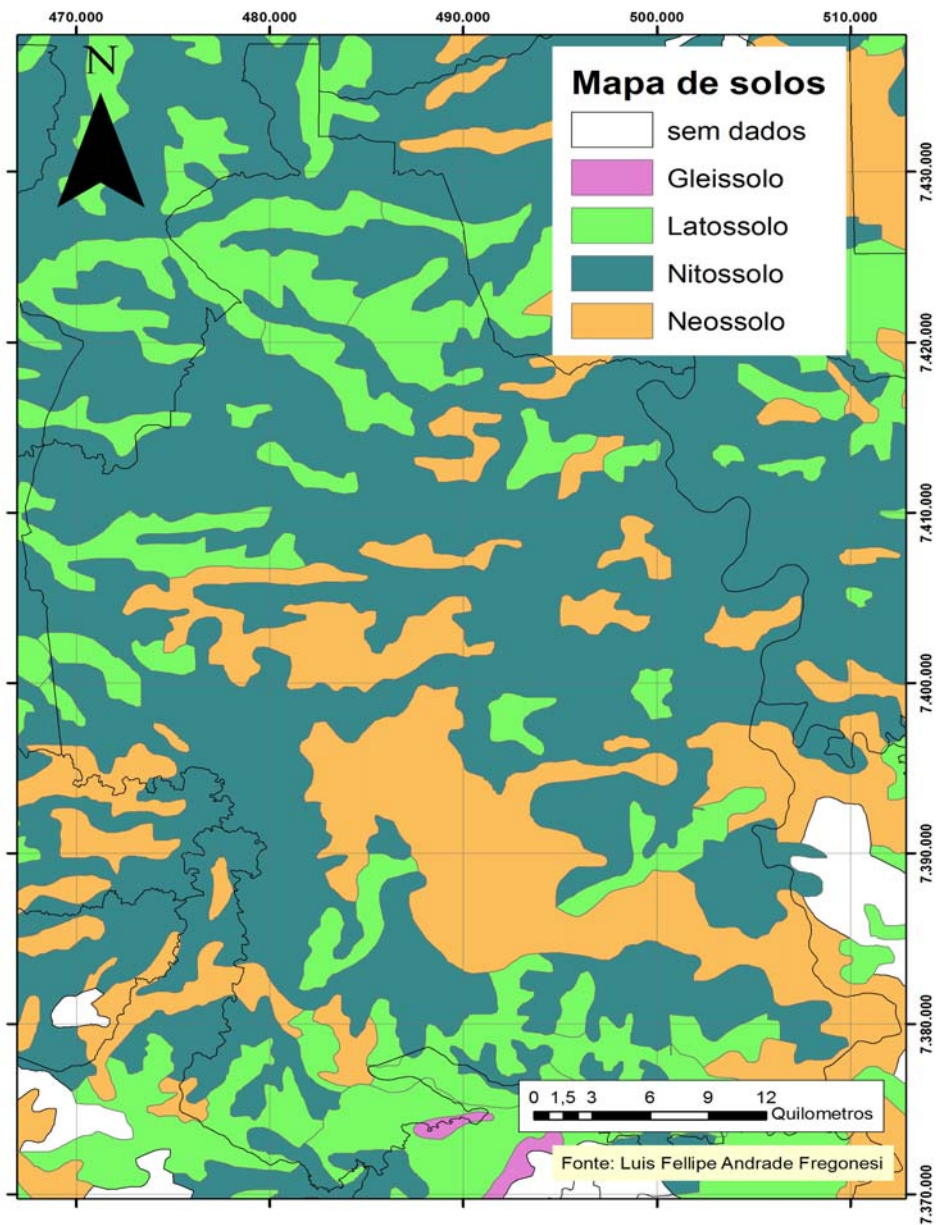 470.000 480.000 490.000 500.000 510.000
N
Mapa de solos
sem dados
Gleissolo
Latossolo
Nitossolo
Neossolo
7.430.000
7.420.000
7.410.000
7.400.000
7.390.000
7.380.000
7.370.000
0 1,5 3 6 9 12
Quilometros
Fonte: Luis Fellipe Andrade Fregonesi